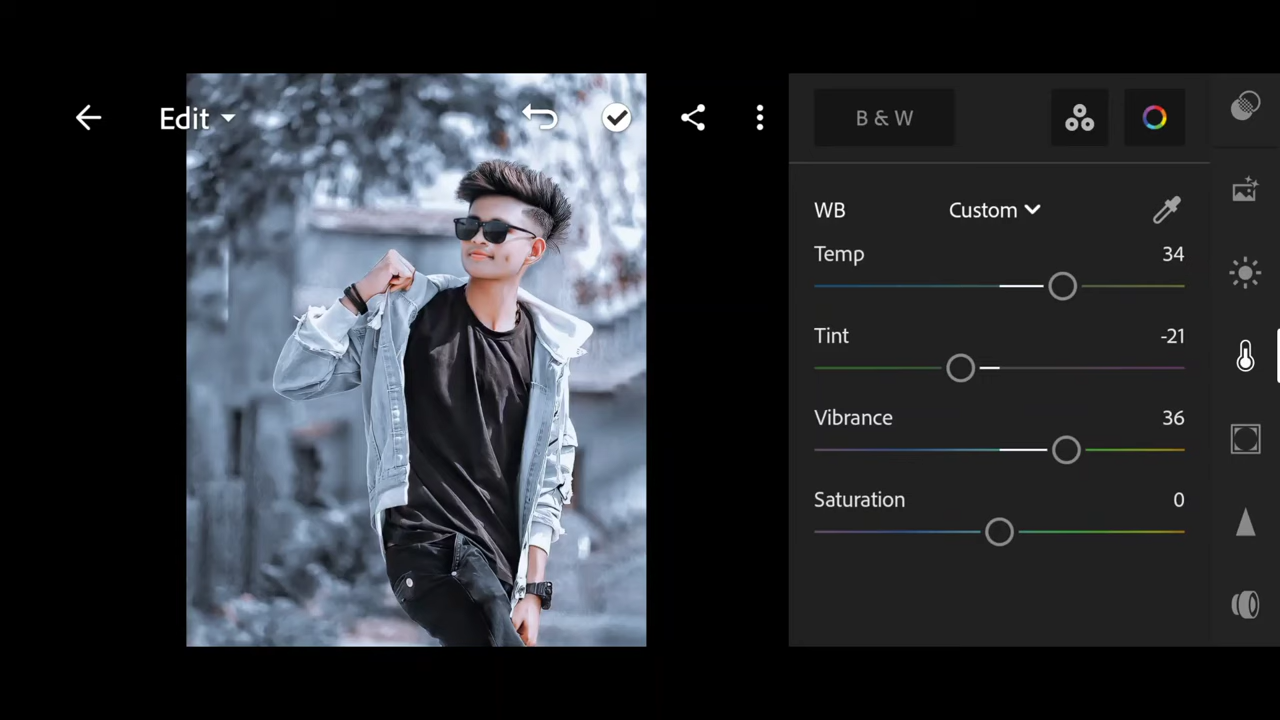 Edit
B & W
WB Custom
Temp 34
Tint -21
Vibrance 36
Saturation 0